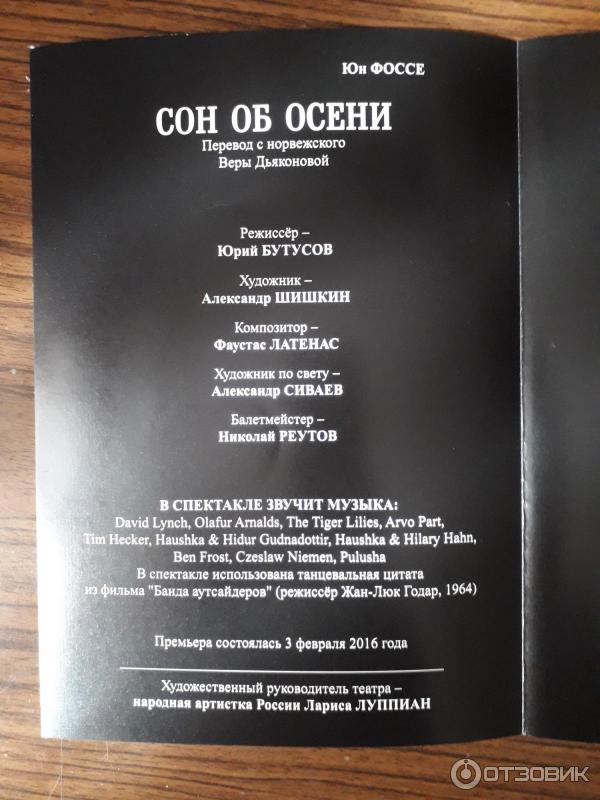 Юн ФОССЕ
СОН ОБ ОСЕНИ
Перевод с норвежского
Веры Дьяконовой
Режиссёр –
Юрий БУТУСОВ
Художник –
Александр ШИШКИН
Композитор –
Фаустас ЛАТЕНАС
Художник по свету –
Александр СИВАЕВ
Балетмейстер –
Николай РЕУТОВ
В СПЕКТАКЛЕ ЗВУЧИТ МУЗЫКА:
David Lynch, Olafur Arnalds, The Tiger Lilies, Arvo Part,
Tim Hecker, Haushka & Hidur Gudnadottir, Haushka & Hilary Hahn,
Ben Frost, Czeslaw Niemen, Pulusha
В спектакле использована танцевальная цитата
из фильма "Банда аутсайдеров" (режиссёр Жан-Люк Годар, 1964)
Премьера состоялась 3 февраля 2016 года
Художественный руководитель театра –
народная артистка России Лариса ЛУППИАН
ОТЗОВИК